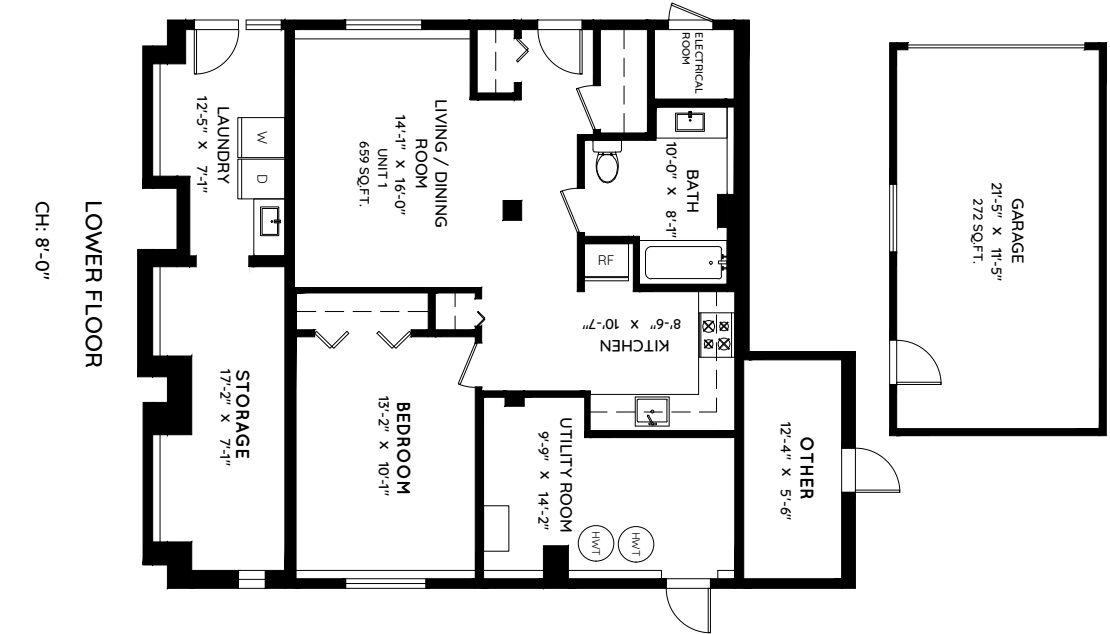 LOWER FLOOR
CH: 8'-0"
LAUNDRY
12'-5" X 7'-1"
W
D
STORAGE
17'-2" X 7'-1"
LIVING / DINING
ROOM
14'-1" X 16'-0"
UNIT 1
659 SQ.FT.
BEDROOM
13'-2" X 10'-1"
ELECTRICAL
ROOM
BATH
10'-0" X 8'-1"
RF
KITCHEN
8'-6" X 10'-7"
UTILITY ROOM
9'-9" X 14'-2"
HWT
HWT
OTHER
12'-4" X 5'-6"
GARAGE
21'-5" X 11'-5"
272 SQ.FT.